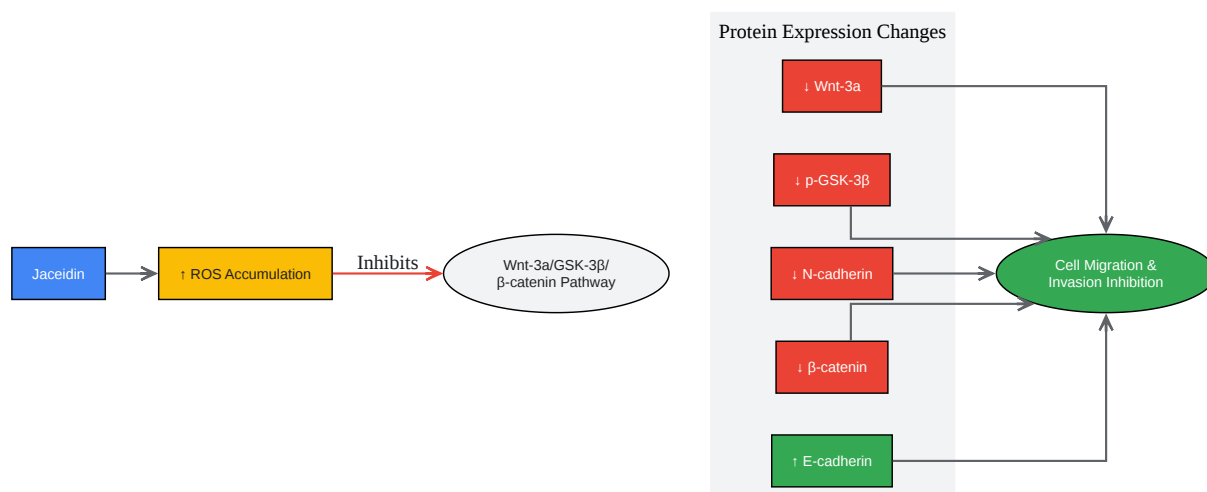 Protein Expression Changes
↓ Wnt-3a
↓ p-GSK-3β
Jaceidin
↑ ROS Accumulation
Inhibits
Wnt-3a/GSK-3β/
β-catenin Pathway
↓ N-cadherin
Cell Migration &
Invasion Inhibition
↓ β-catenin
↑ E-cadherin